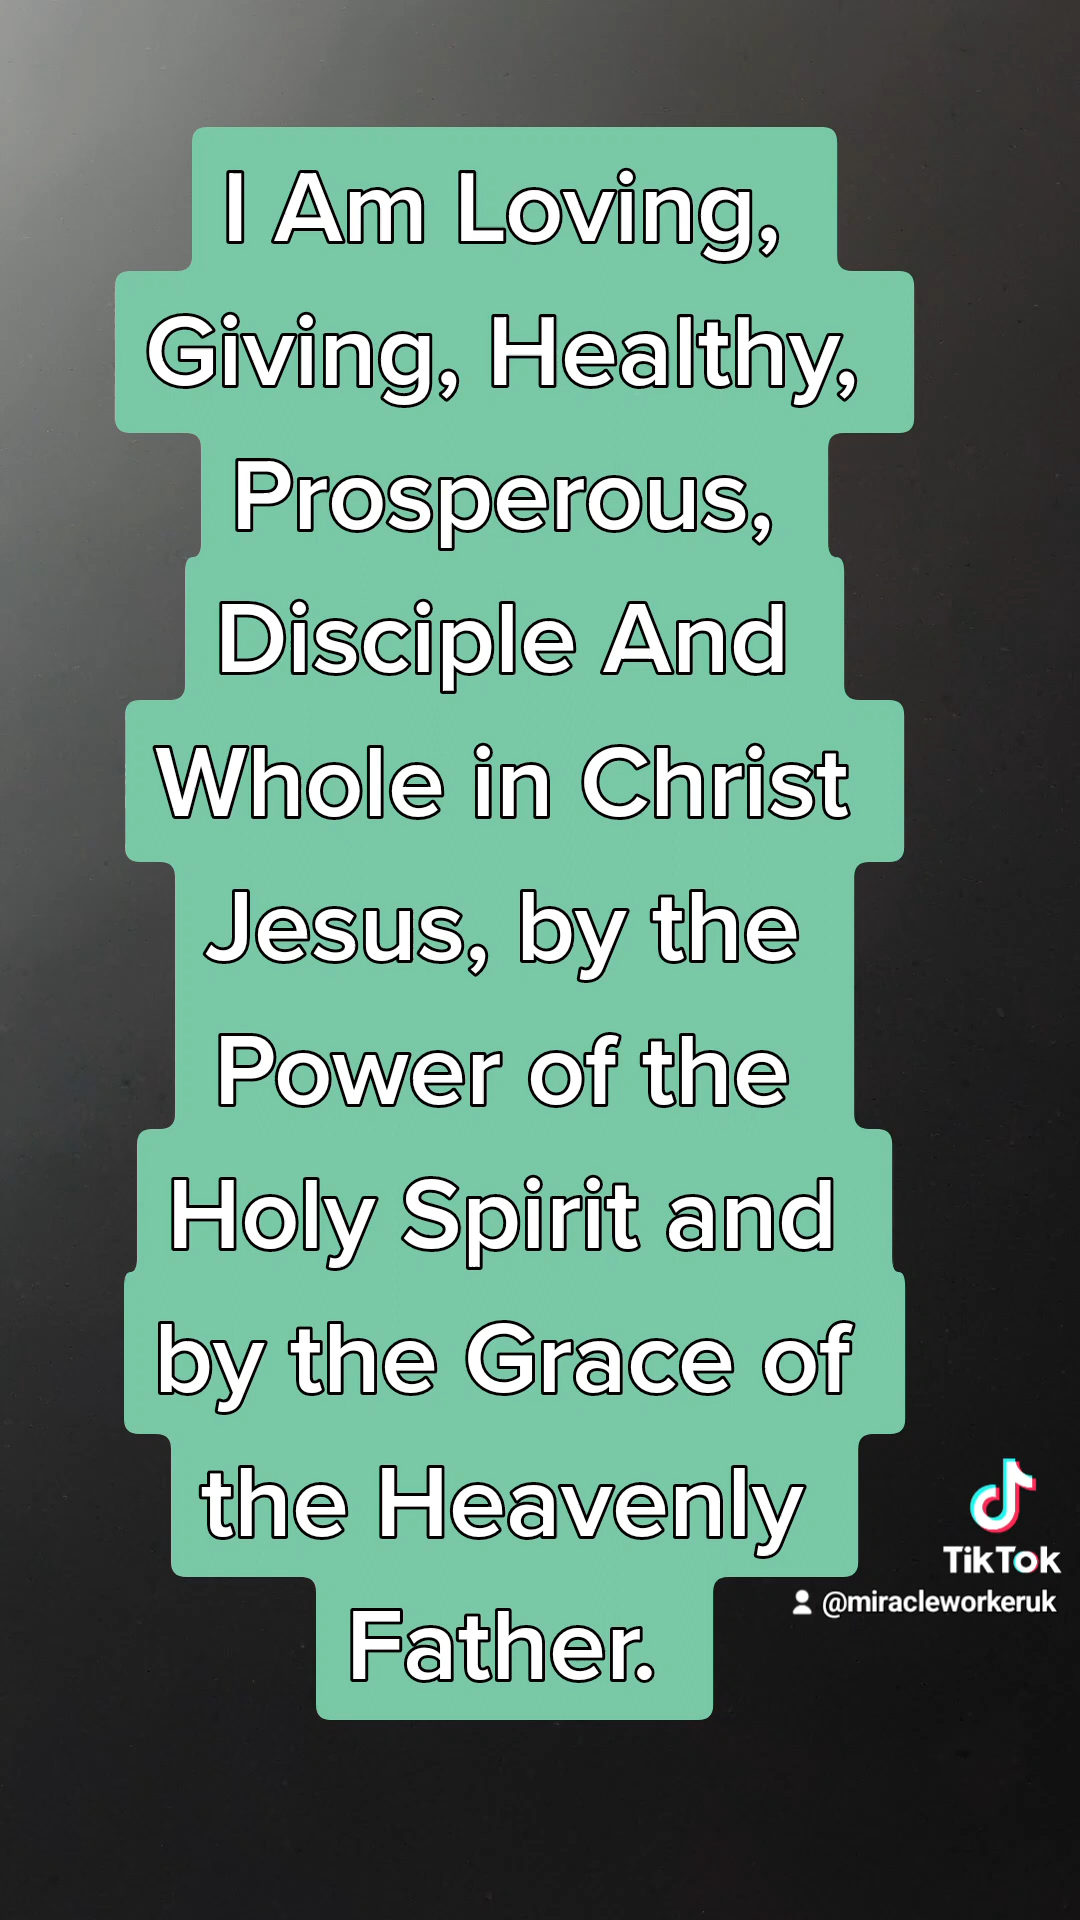 I Am Loving,
Giving, Healthy,
Prosperous,
Disciple And
Whole in Christ
Jesus, by the
Power of the
Holy Spirit and
by the Grace of
the Heavenly
Father.
TikTok
@miracleworkeruk